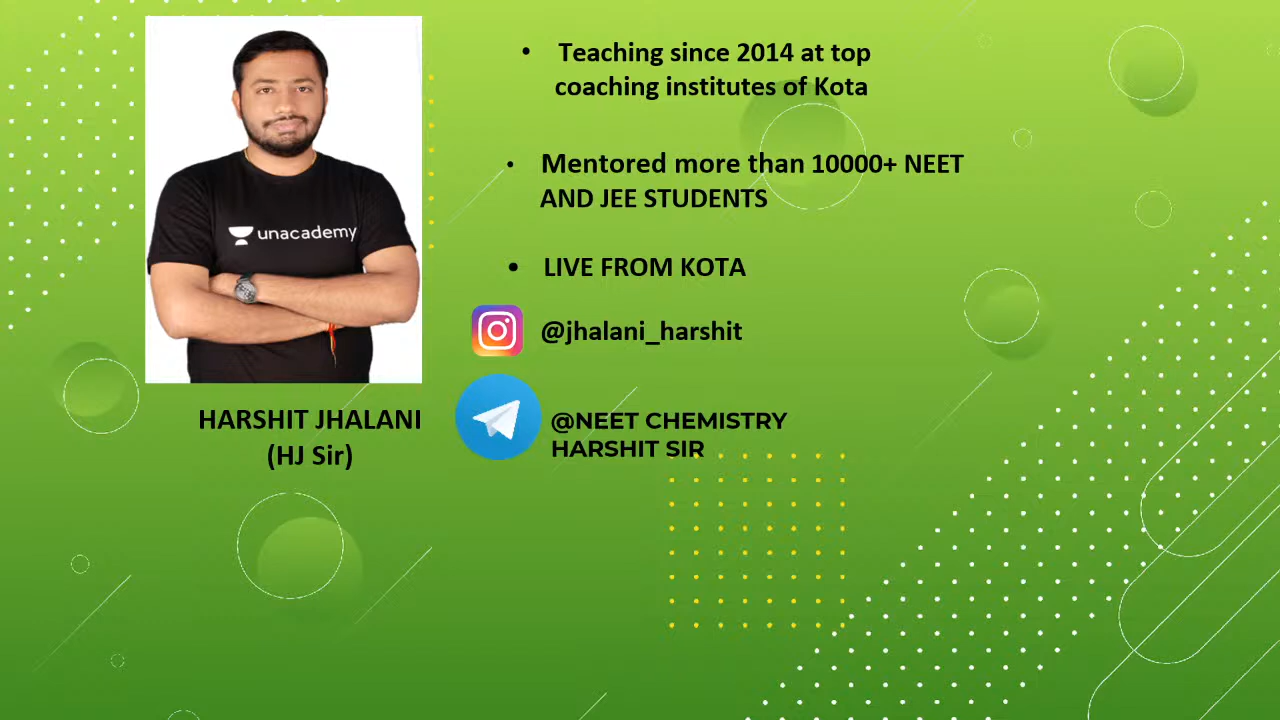 unacademy
HARSHIT JHALANI
(HJ Sir)
• Teaching since 2014 at top
coaching institutes of Kota
• Mentored more than 10000+ NEET
AND JEE STUDENTS
• LIVE FROM KOTA
@jhalani_harshit
@NEET CHEMISTRY
HARSHIT SIR